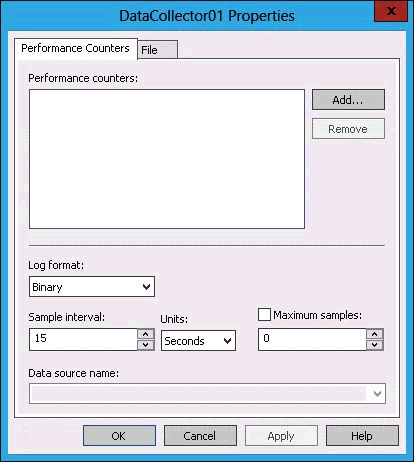 DataCollector01 Properties
x
Performance Counters File
Performance counters:
Add...
Remove
Log format:
Binary
Sample interval: Units: Maximum samples:
15 Seconds 0
Data source name:
OK Cancel Apply Help